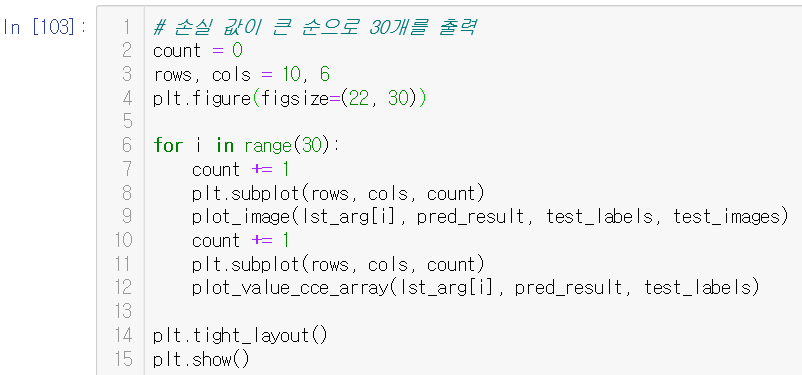 In [103]:
1 # 손실 값이 큰 순으로 30개를 출력
2 count = 0
3 rows, cols = 10, 6
4 plt.figure(figsize=(22, 30))
5
6 for i in range(30):
7     count += 1
8     plt.subplot(rows, cols, count)
9     plot_image(lst_arg[i], pred_result, test_labels, test_images)
10     count += 1
11     plt.subplot(rows, cols, count)
12     plot_value_cce_array(lst_arg[i], pred_result, test_labels)
13
14 plt.tight_layout()
15 plt.show()